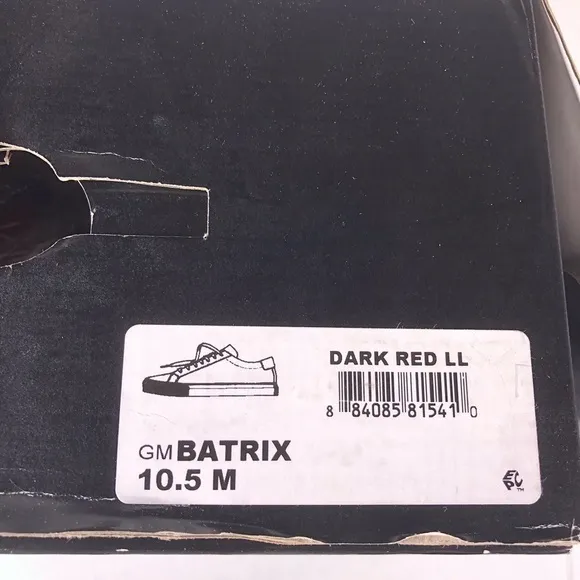 DARK RED LL
8 84085 81541 0
GM BATRIX
10.5 M